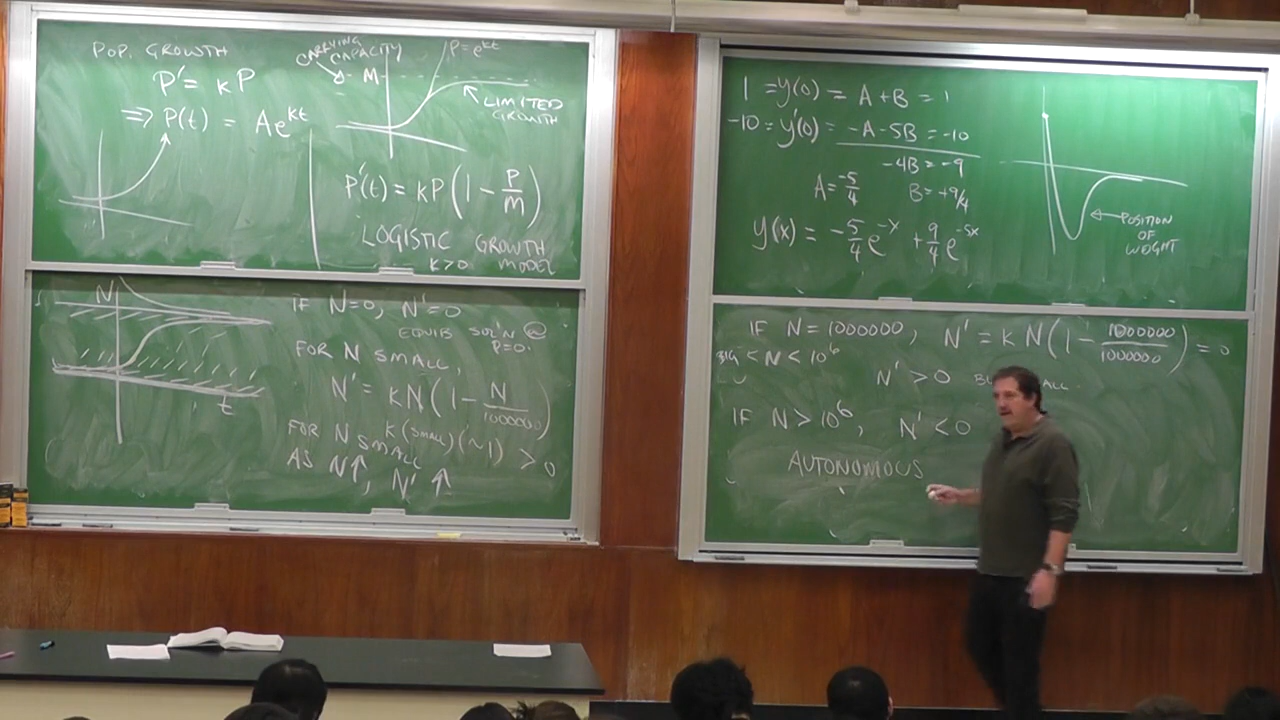 POP. GROWTH
P' = kP
⇒ P(t) = Ae^{kt}
CARRYING
CAPACITY
M
P=e^{kt}
LIMITED
GROWTH
P'(t) = kP(1 - P/M)
LOGISTIC GROWTH
MODEL
k>0
N
t
IF N=0, N'=0
EQUIB SOL'N @
P=0.
FOR N SMALL,
N' = kN(1 - N/1000000)
k(SMALL)(~1) > 0
FOR N SMALL
AS N↑, N' ↑
1 = y(0) = A+B = 1
-10 = y'(0) = -A-5B = -10
-4B = -9
A = -5/4 B = +9/4
y(x) = -5/4 e^{-x} + 9/4 e^{-5x}
POSITION
OF
WEIGHT
IF N = 1000000, N' = kN(1 - 1000000/1000000) = 0
BIG < N < 10^6
N' > 0
IF N > 10^6, N' < 0
AUTONOMOUS